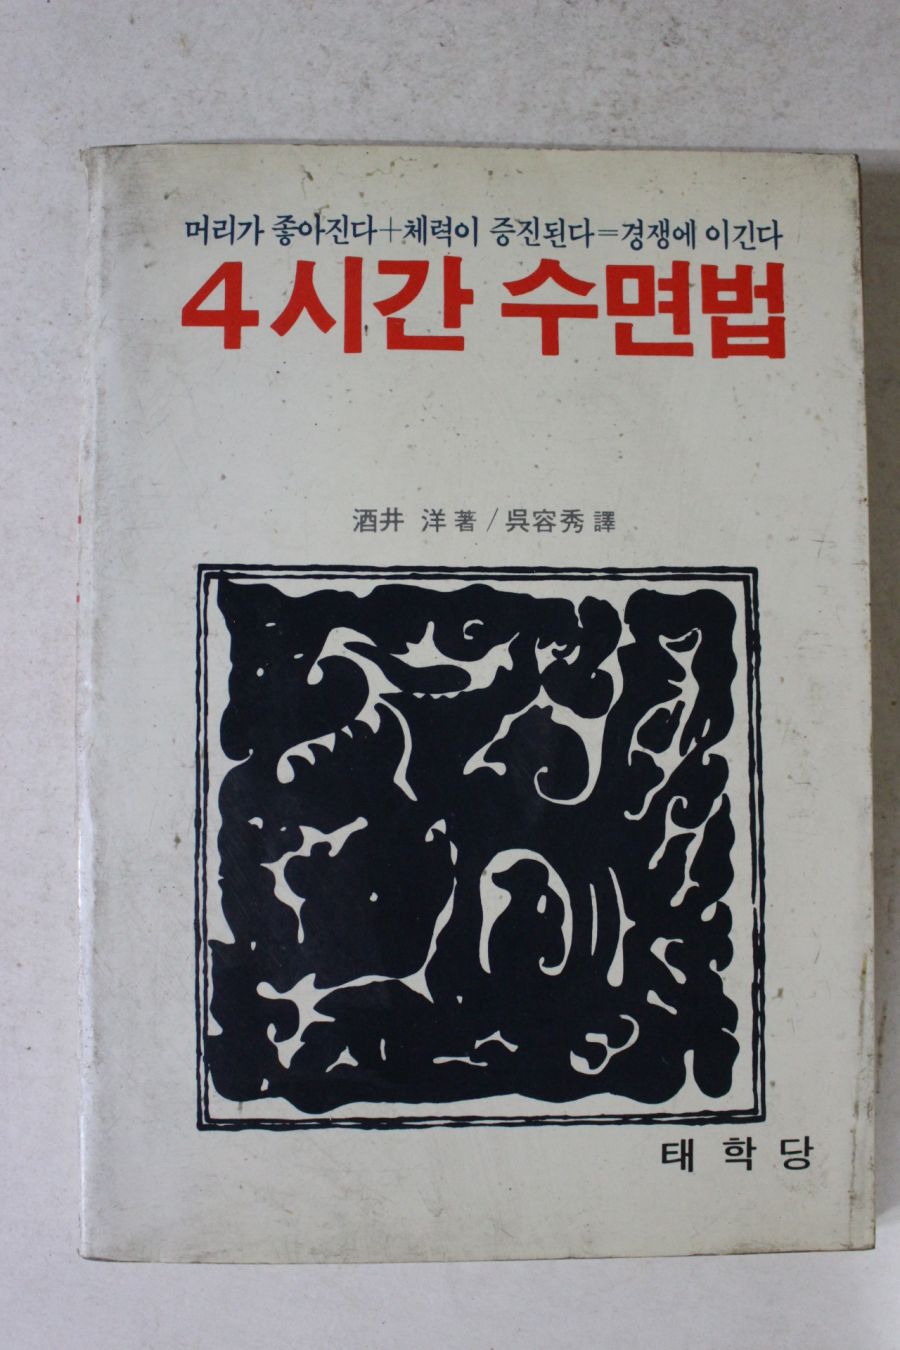 머리가 좋아진다+체력이 증진된다=경쟁에 이긴다
4시간 수면법
酒井 洋 著 / 吳容秀 譯
태학당